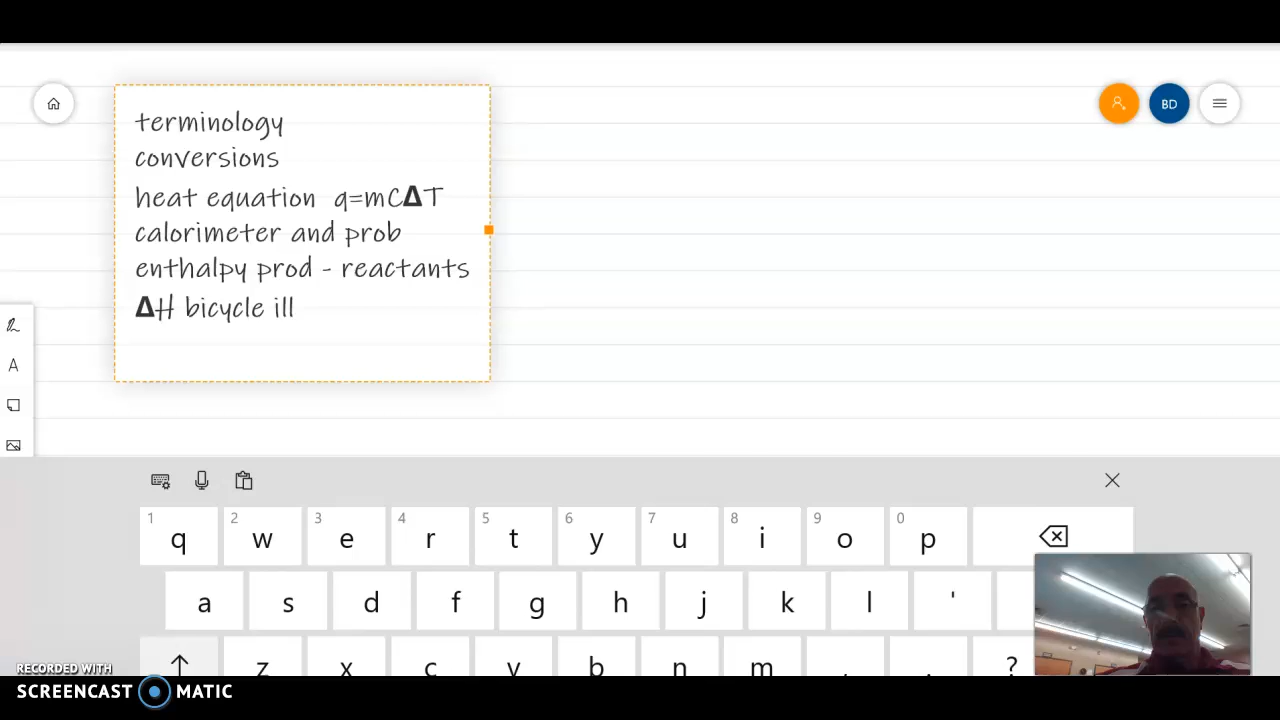 terminology
conversions
heat equation q=mCΔT
calorimeter and prob
enthalpy prod - reactants
ΔH bicycle ill
BD
A
1 2 3 4 5 6 7 8 9 0
q w e r t y u i o p
a s d f g h j k l '
z x c v b n m , . ?
RECORDED WITH
SCREENCAST MATIC